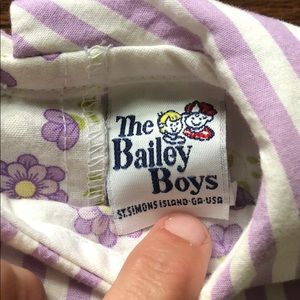 The
Bailey
Boys
ST. SIMONS ISLAND-GA-USA